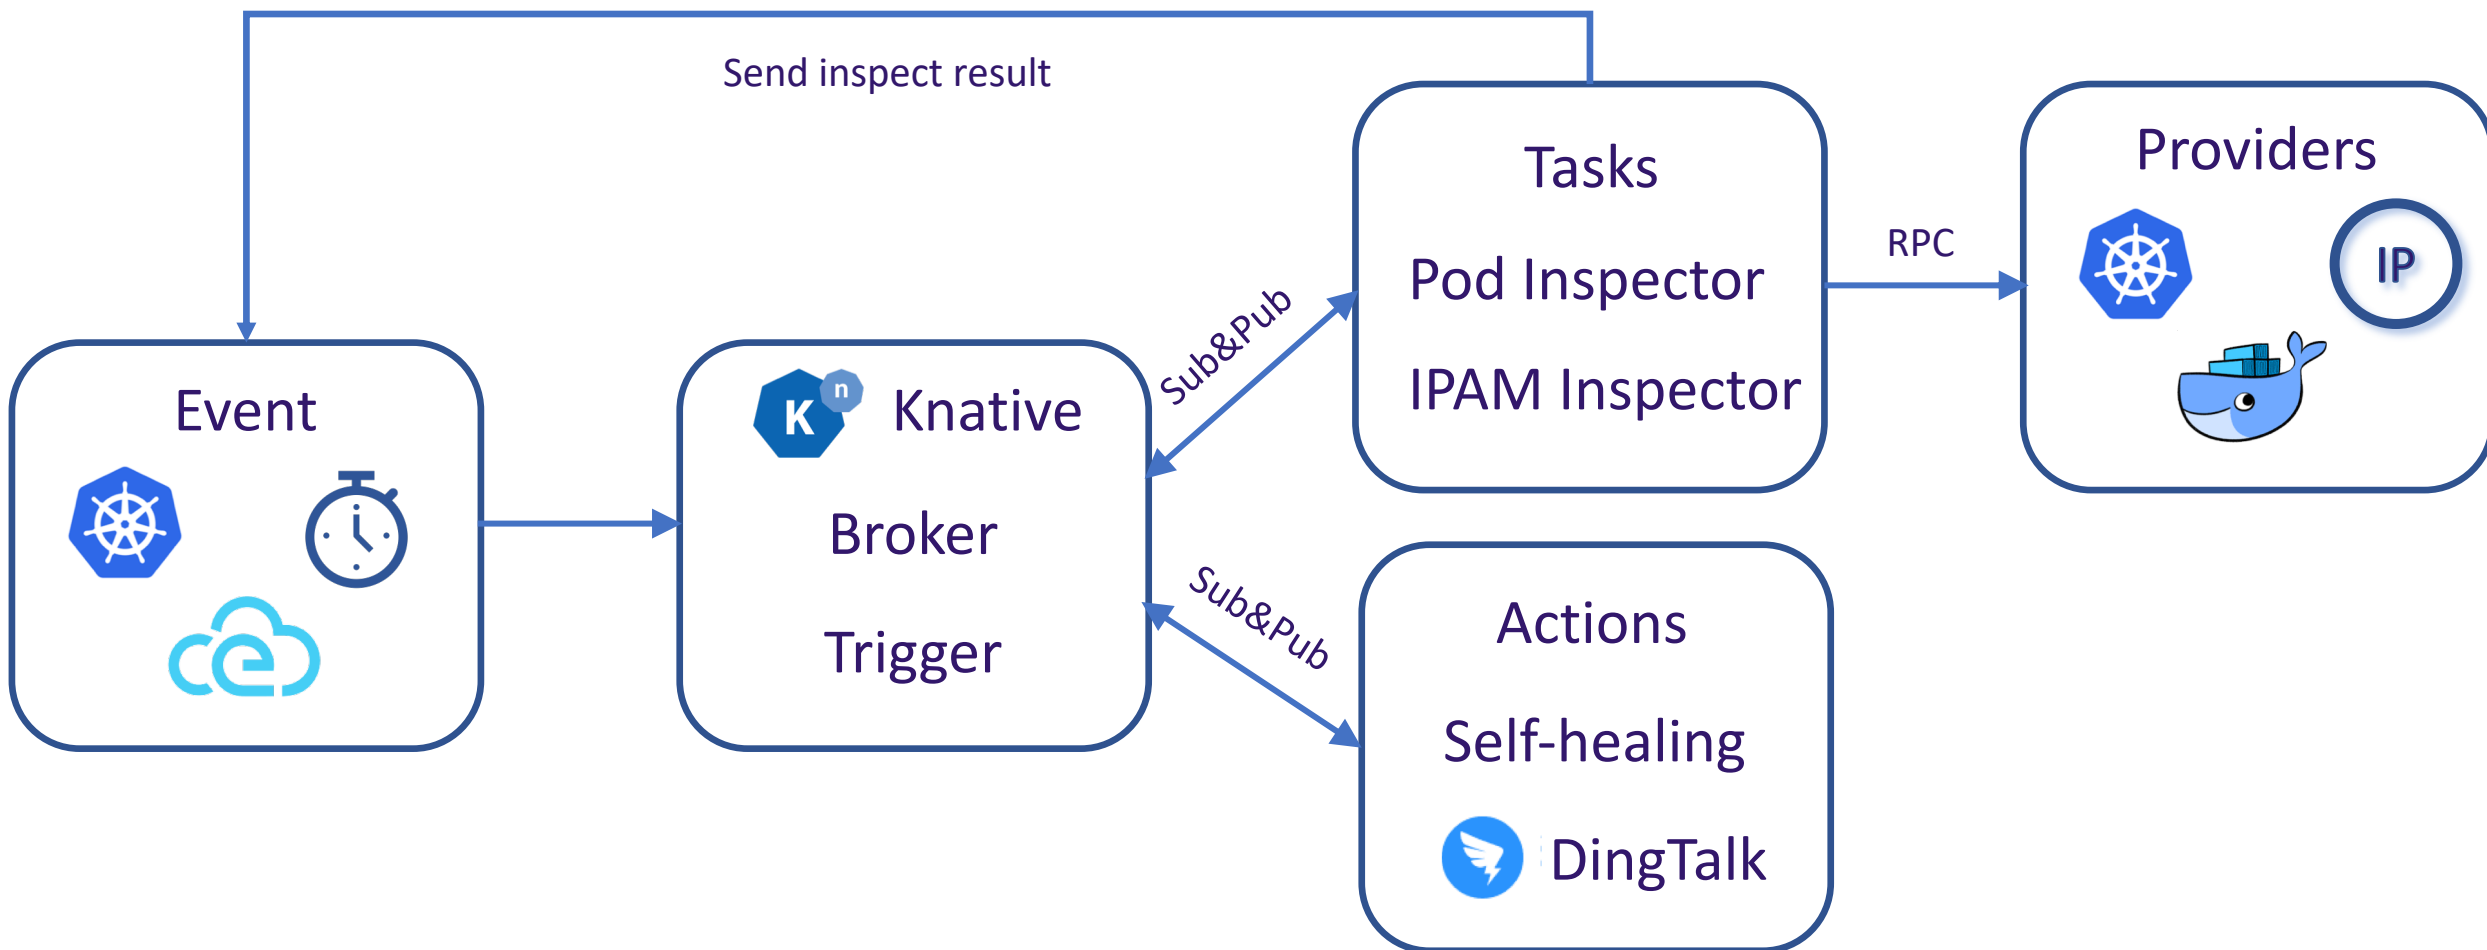 Send inspect result
Event
K n Knative
Broker
Trigger
Sub&Pub
Sub&Pub
Tasks
Pod Inspector
IPAM Inspector
RPC
Providers
IP
Actions
Self-healing
DingTalk